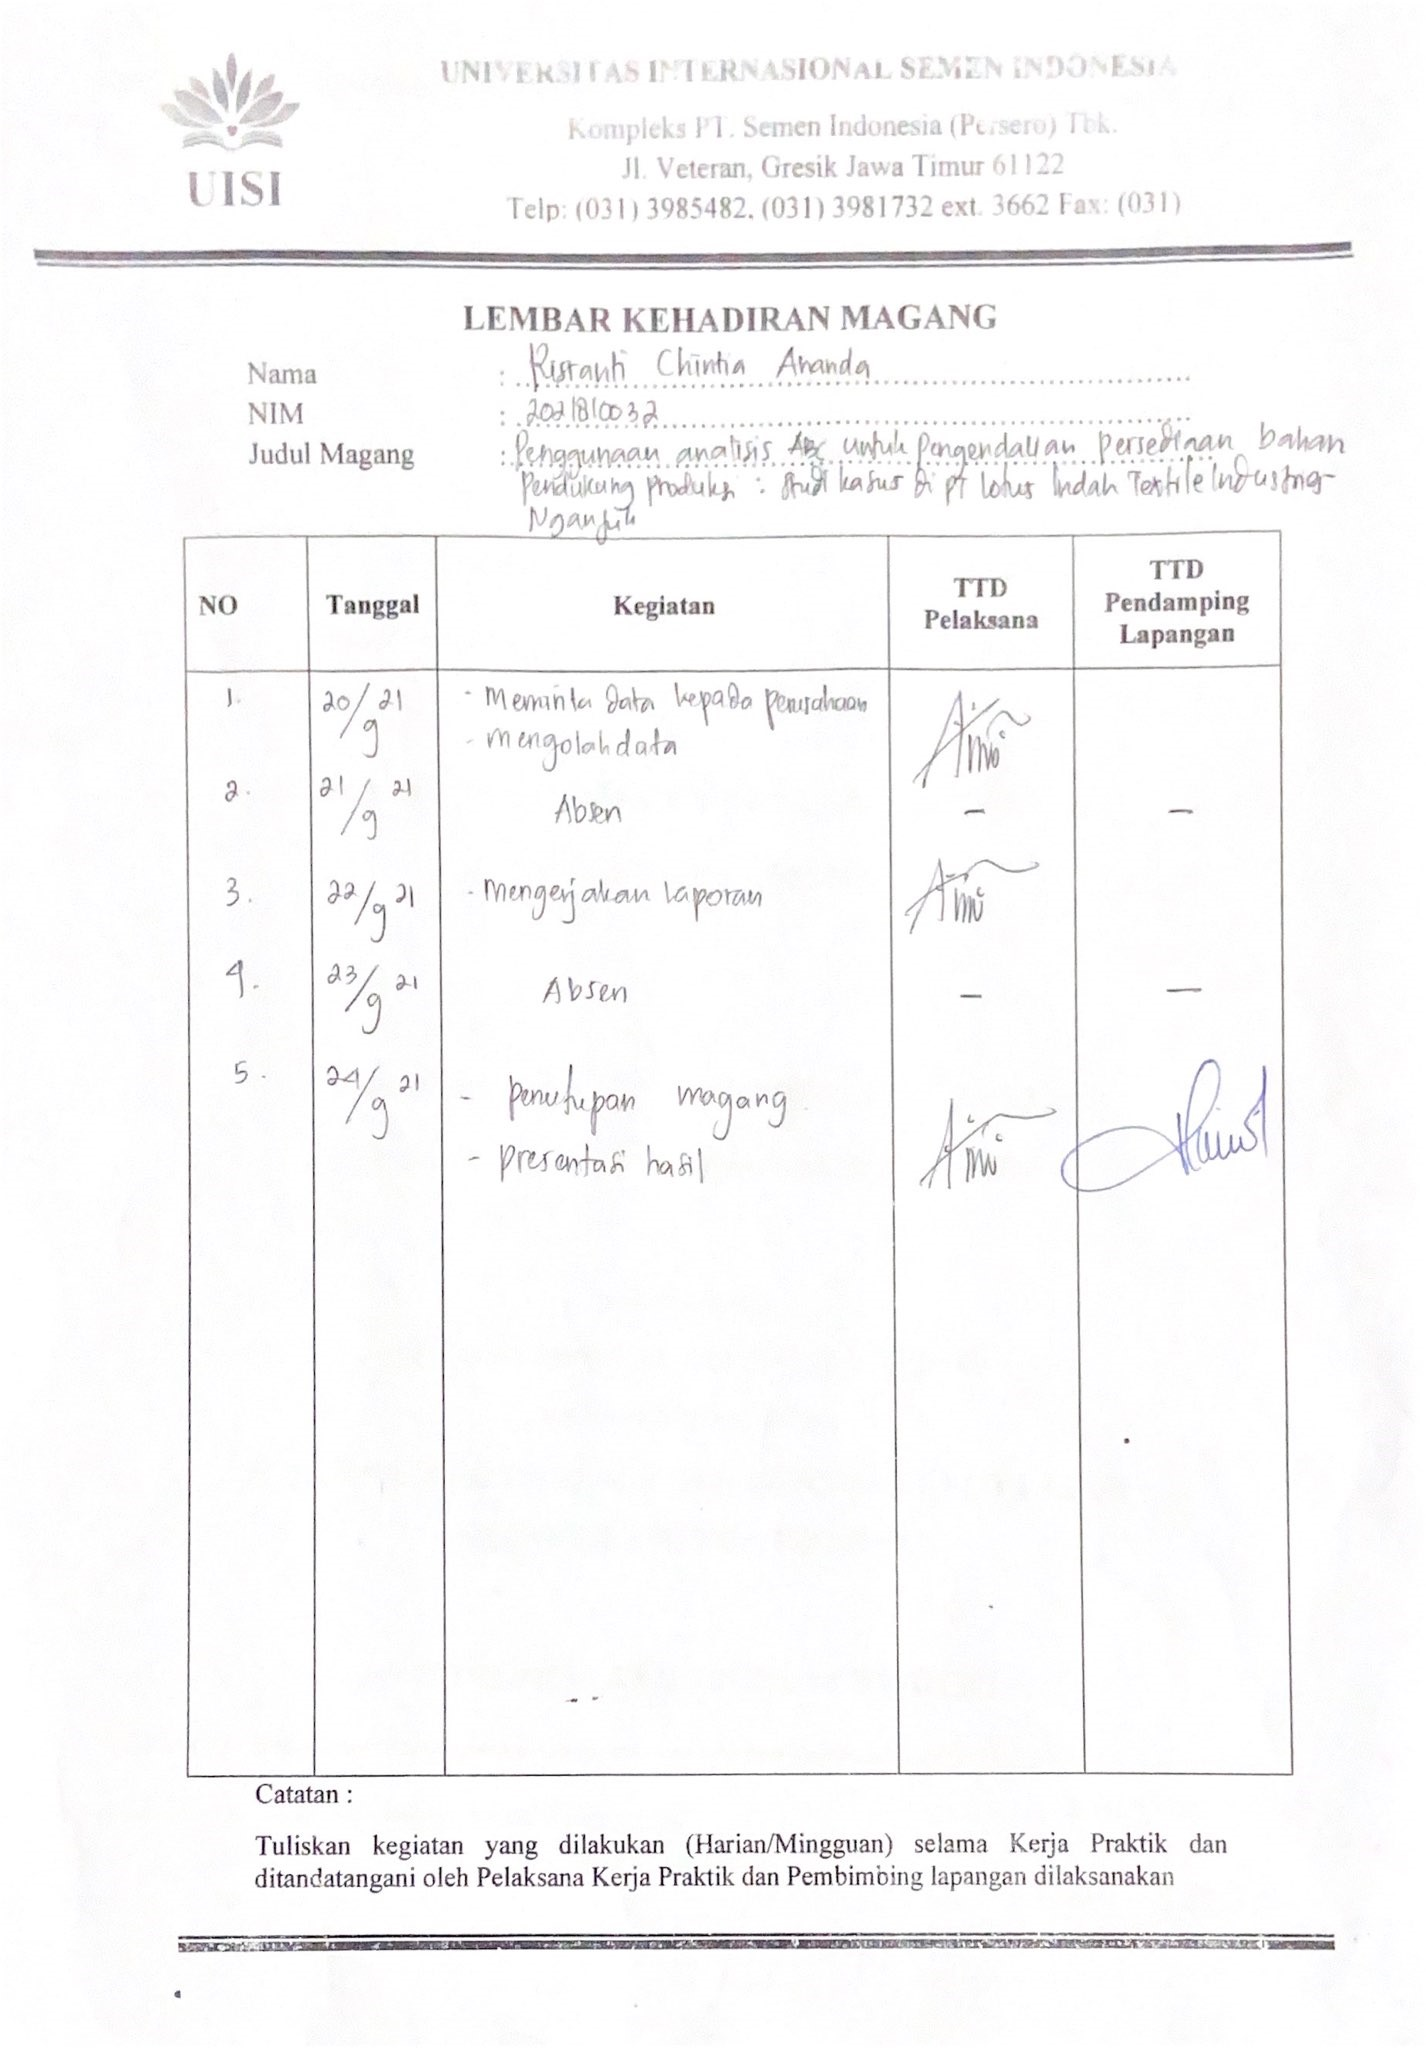 UNIVERSITAS INTERNASIONAL SEMEN INDONESIA
Kompleks PT. Semen Indonesia (Persero) Tbk.
Jl. Veteran, Gresik Jawa Timur 61122
Telp: (031) 3985482, (031) 3981732 ext. 3662 Fax: (031)
UISI
LEMBAR KEHADIRAN MAGANG
Nama : Ristanti Chintia Ananda
NIM : 2021810032
Judul Magang : Penggunaan analisis ABC untuk pengendalian persediaan bahan
Pendukung produksi : studi kasus di PT Lotus Indah Textile Industries
Nganjuk
NO Tanggal Kegiatan TTD Pelaksana TTD Pendamping Lapangan
1. 20/9 21 - Meminta data kepada perusahaan
- mengolah data
2. 21/9 21 Absen - -
3. 22/9 21 - Mengerjakan laporan
4. 23/9 21 Absen - -
5. 24/9 21 - penutupan magang
- presentasi hasil
Catatan :
Tuliskan kegiatan yang dilakukan (Harian/Mingguan) selama Kerja Praktik dan
ditandatangani oleh Pelaksana Kerja Praktik dan Pembimbing lapangan dilaksanakan